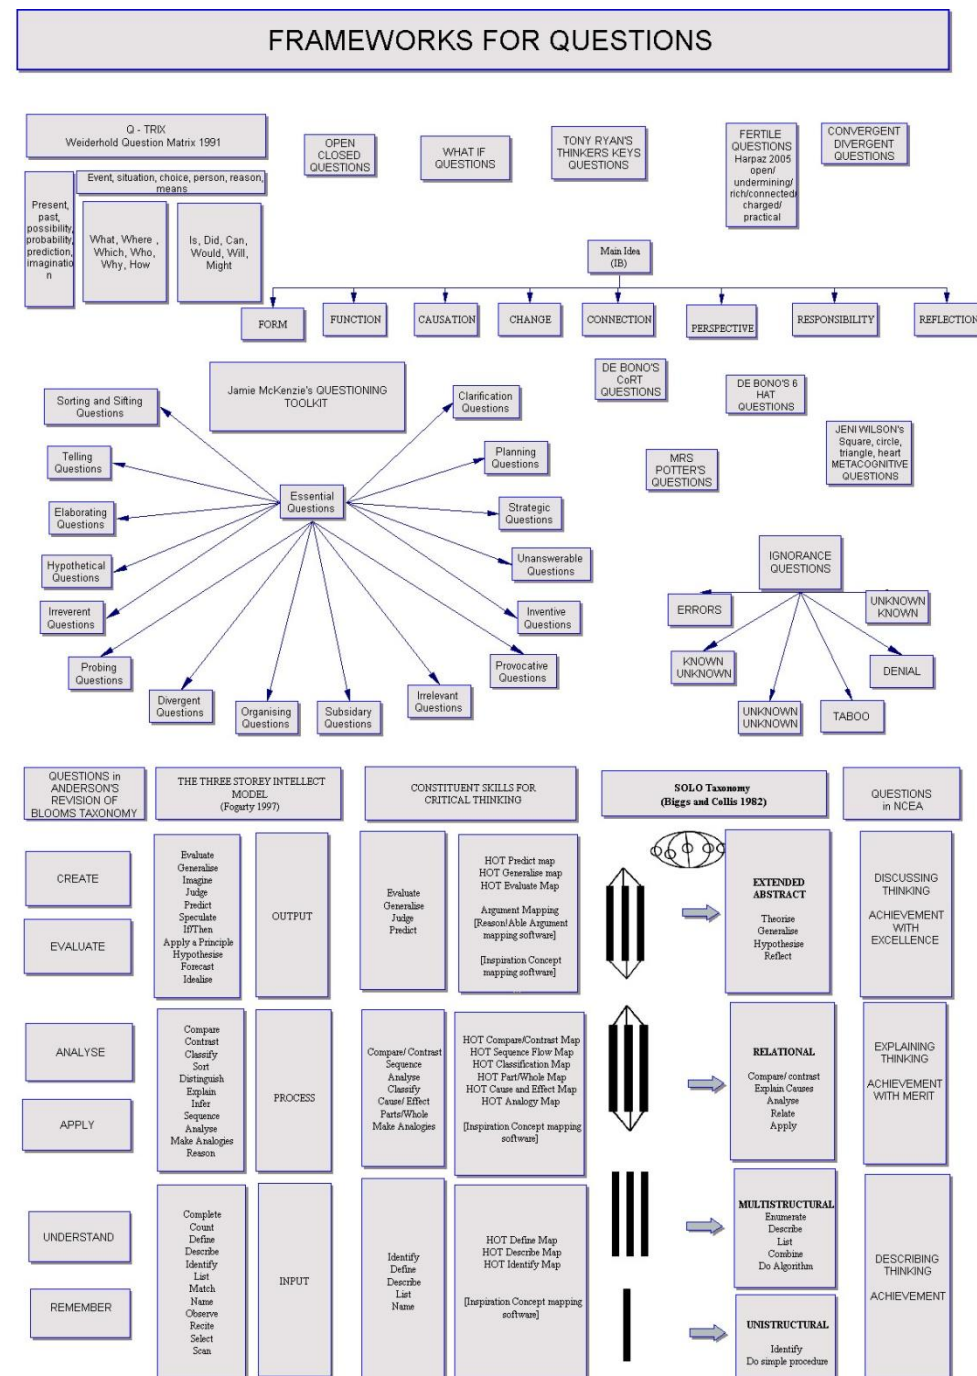 FRAMEWORKS FOR QUESTIONS
Q - TRIX
Weiderhold Question Matrix 1991
OPEN
CLOSED
QUESTIONS
WHAT IF
QUESTIONS
TONY RYAN'S
THINKERS KEYS
QUESTIONS
FERTILE
QUESTIONS
Harpaz 2005
open/
undermining/
rich/connected/
charged/
practical
CONVERGENT
DIVERGENT
QUESTIONS
Event, situation, choice, person, reason,
means
Present,
past,
possibility,
probability,
prediction,
imaginatio
n
What, Where ,
Which, Who,
Why, How
Is, Did, Can,
Would, Will,
Might
Main Idea
(IB)
FORM
FUNCTION
CAUSATION
CHANGE
CONNECTION
PERSPECTIVE
RESPONSIBILITY
REFLECTION
Jamie McKenzie's QUESTIONING
TOOLKIT
DE BONO'S
CoRT
QUESTIONS
DE BONO'S 6
HAT
QUESTIONS
MRS
POTTER'S
QUESTIONS
JENI WILSON's
Square, circle,
triangle, heart
METACOGNITIVE
QUESTIONS
Essential
Questions
Sorting and Sifting
Questions
Telling
Questions
Elaborating
Questions
Hypothetical
Questions
Irreverent
Questions
Probing
Questions
Divergent
Questions
Organising
Questions
Subsidary
Questions
Irrelevant
Questions
Provocative
Questions
Inventive
Questions
Unanswerable
Questions
Strategic
Questions
Planning
Questions
Clarification
Questions
IGNORANCE
QUESTIONS
ERRORS
KNOWN
UNKNOWN
UNKNOWN
UNKNOWN
TABOO
DENIAL
UNKNOWN
KNOWN
QUESTIONS in
ANDERSON'S
REVISION OF
BLOOMS TAXONOMY
THE THREE STOREY INTELLECT
MODEL
(Fogarty 1997)
CONSTITUENT SKILLS FOR
CRITICAL THINKING
SOLO Taxonomy
(Biggs and Collis 1982)
QUESTIONS
in NCEA
CREATE
EVALUATE
Evaluate
Generalise
Imagine
Judge
Predict
Speculate
If/Then
Apply a Principle
Hypothesise
Forecast
Idealise
OUTPUT
Evaluate
Generalise
Judge
Predict
HOT Predict map
HOT Generalise map
HOT Evaluate Map
Argument Mapping
[Reason!Able Argument
mapping software]
[Inspiration Concept
mapping software]
EXTENDED
ABSTRACT
Theorise
Generalise
Hypothesise
Reflect
DISCUSSING
THINKING
ACHIEVEMENT
WITH
EXCELLENCE
ANALYSE
APPLY
Compare
Contrast
Classify
Sort
Distinguish
Explain
Infer
Sequence
Analyse
Make Analogies
Reason
PROCESS
Compare/ Contrast
Sequence
Analyse
Classify
Cause/ Effect
Parts/Whole
Make Analogies
HOT Compare/Contrast Map
HOT Sequence Flow Map
HOT Classification Map
HOT Part/Whole Map
HOT Cause and Effect Map
HOT Analogy Map
[Inspiration Concept mapping
software]
RELATIONAL
Compare/ contrast
Explain Causes
Analyse
Relate
Apply
EXPLAINING
THINKING
ACHIEVEMENT
WITH MERIT
UNDERSTAND
REMEMBER
Complete
Count
Define
Describe
Identify
List
Match
Name
Observe
Recite
Select
Scan
INPUT
Identify
Define
Describe
List
Name
HOT Define Map
HOT Describe Map
HOT Identify Map
[Inspiration Concept mapping
software]
MULTISTRUCTURAL
Enumerate
Describe
List
Combine
Do Algorithm
UNISTRUCTURAL
Identify
Do simple procedure
DESCRIBING
THINKING
ACHIEVEMENT